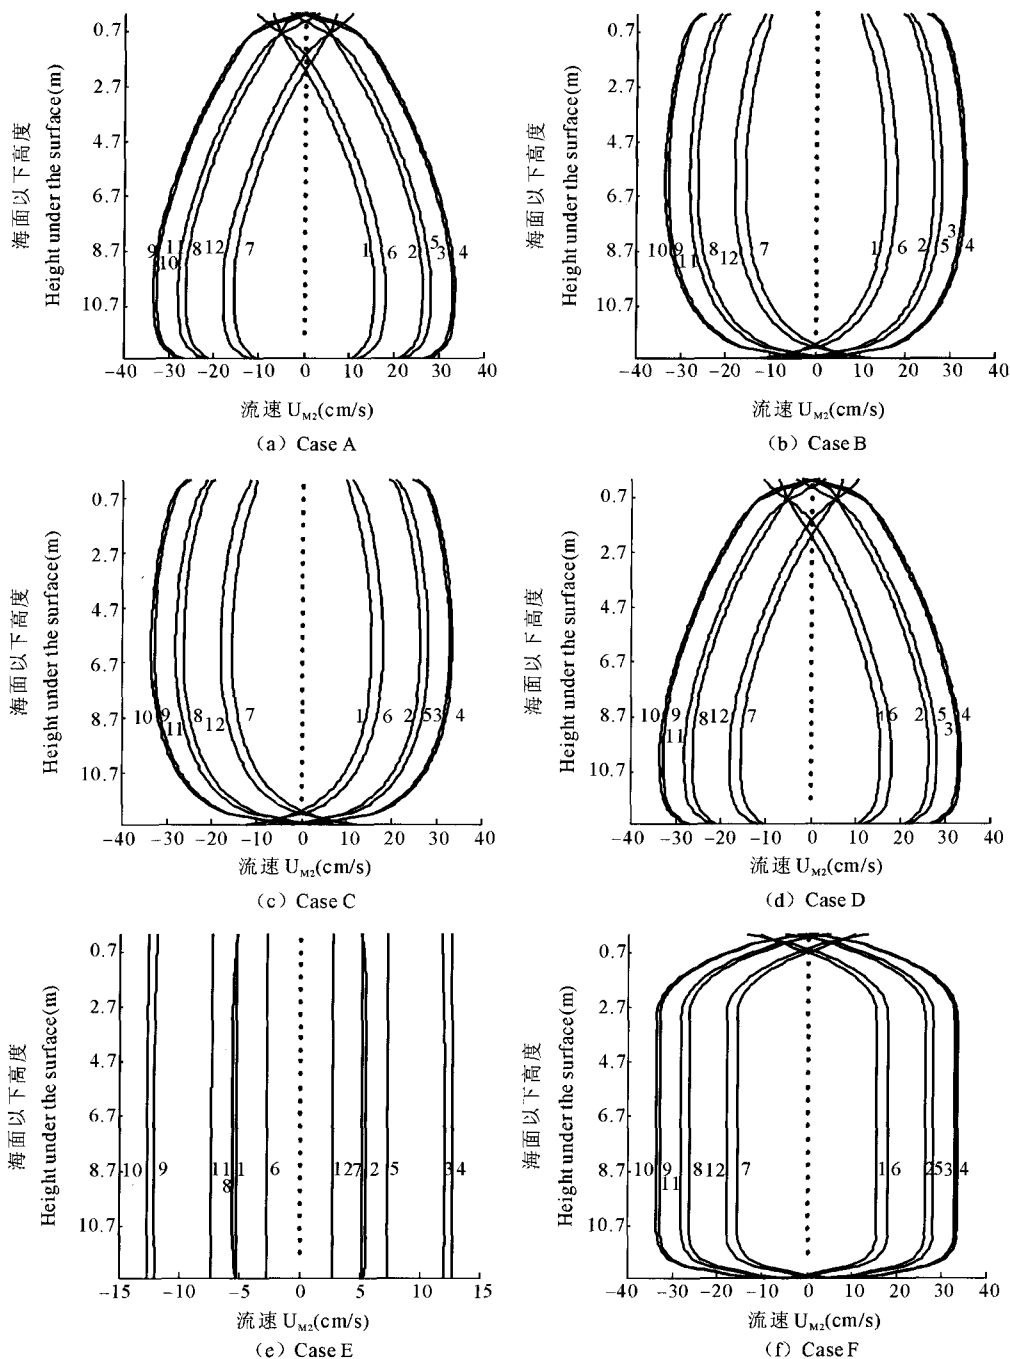 0.7
2.7
4.7
6.7
8.7
10.7
海面以下高度
Height under the surface(m)
9 11 8 12 7 1 6 2 5 3 4
10
-40 -30 -20 -10 0 10 20 30 40
流速 U_M2(cm/s)
(a) Case A
0.7
2.7
4.7
6.7
8.7
10.7
海面以下高度
Height under the surface(m)
10 9 8 7 1 6 2 5 3 4
11 12
-40 -30 -20 -10 0 10 20 30 40
流速 U_M2(cm/s)
(b) Case B
0.7
2.7
4.7
6.7
8.7
10.7
海面以下高度
Height under the surface(m)
10 9 8 7 1 6 2 5 3 4
11 12
-40 -30 -20 -10 0 10 20 30 40
流速 U_M2(cm/s)
(c) Case C
0.7
2.7
4.7
6.7
8.7
10.7
海面以下高度
Height under the surface(m)
10 9 8 12 7 1 6 2 5 4
11 3
-40 -30 -20 -10 0 10 20 30 40
流速 U_M2(cm/s)
(d) Case D
0.7
2.7
4.7
6.7
8.7
10.7
海面以下高度
Height under the surface(m)
10 9 11 1 6 12 7 2 5 3 4
8
-15 -10 -5 0 5 10 15
流速 U_M2(cm/s)
(e) Case E
0.7
2.7
4.7
6.7
8.7
10.7
海面以下高度
Height under the surface(m)
10 9 8 12 7 1 6 2 5 3 4
11
-40 -30 -20 -10 0 10 20 30 40
流速 U_M2(cm/s)
(f) Case F